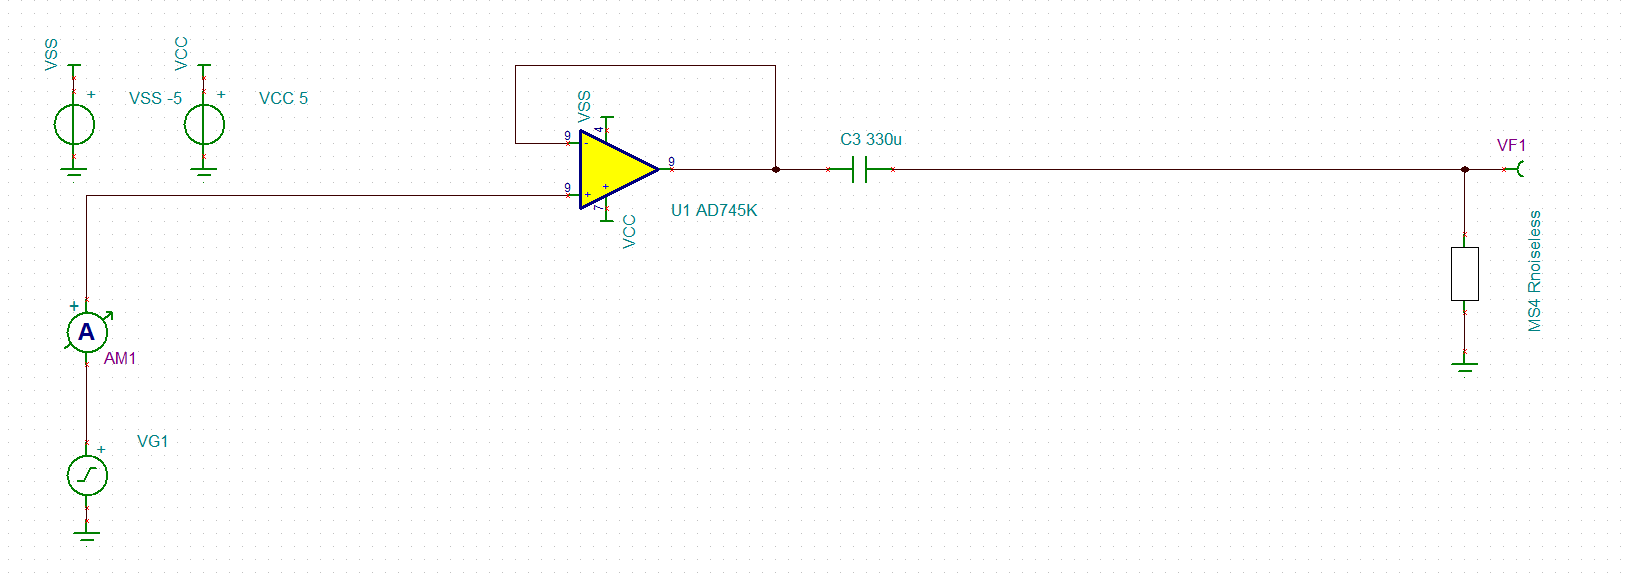 VSS
VCC
+
VSS -5
+
VCC 5
VSS
4
9
-
9
C3 330u
VF1
9
+
+
7
VCC
U1 AD745K
MS4 Rnoiseless
+
A
AM1
VG1
+